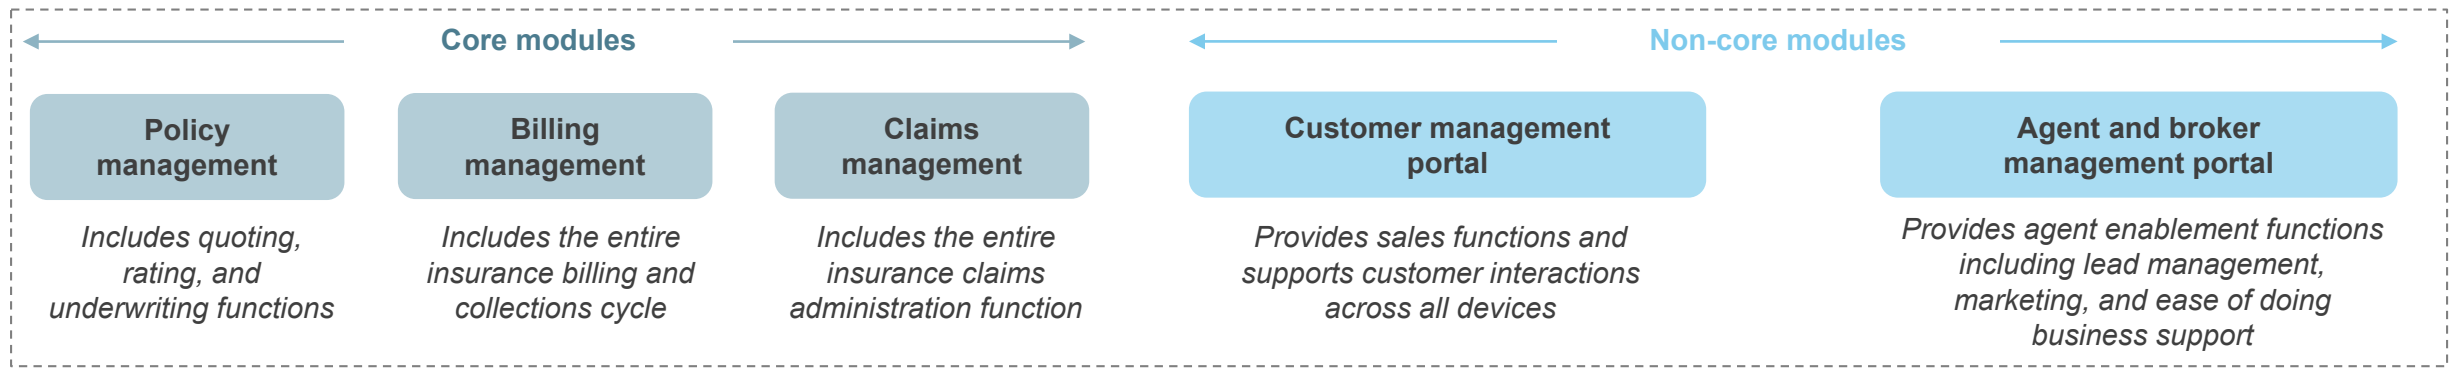 Core modules
Non-core modules
Policy
management
Billing
management
Claims
management
Customer management
portal
Agent and broker
management portal
Includes quoting,
rating, and
underwriting functions
Includes the entire
insurance billing and
collections cycle
Includes the entire
insurance claims
administration function
Provides sales functions and
supports customer interactions
across all devices
Provides agent enablement functions
including lead management,
marketing, and ease of doing
business support